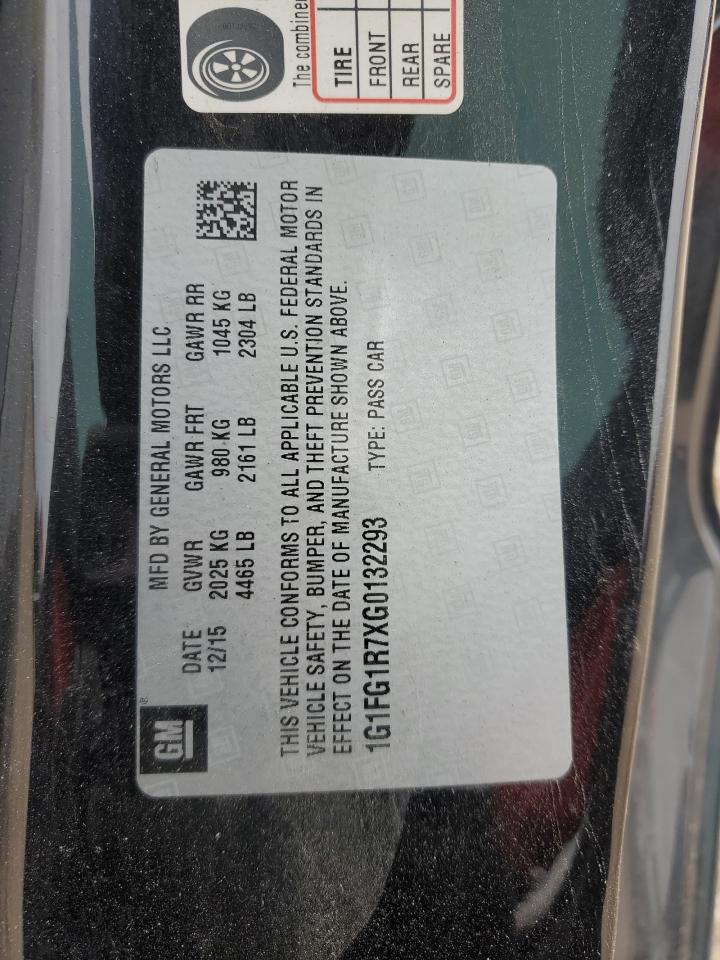 GM®
MFD BY GENERAL MOTORS LLC
DATE GVWR GAWR FRT GAWR RR
12/15 2025 KG 980 KG 1045 KG
4465 LB 2161 LB 2304 LB
THIS VEHICLE CONFORMS TO ALL APPLICABLE U.S. FEDERAL MOTOR
VEHICLE SAFETY, BUMPER, AND THEFT PREVENTION STANDARDS IN
EFFECT ON THE DATE OF MANUFACTURE SHOWN ABOVE.
1G1FG1R7XG0132293 TYPE: PASS CAR
The combined
TIRE
FRONT
REAR
SPARE